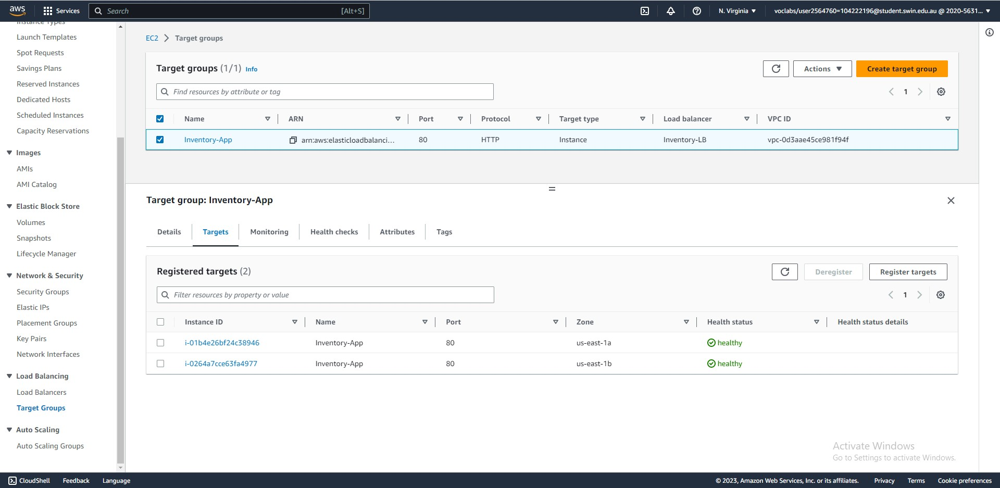 aws Services Search [Alt+S] N. Virginia voclabs/user2564760=104222196@student.swin.edu.au @ 2020-5631...
Instance Types
Launch Templates
Spot Requests
Savings Plans
Reserved Instances
Dedicated Hosts
Scheduled Instances
Capacity Reservations
Images
AMIs
AMI Catalog
Elastic Block Store
Volumes
Snapshots
Lifecycle Manager
Network & Security
Security Groups
Elastic IPs
Placement Groups
Key Pairs
Network Interfaces
Load Balancing
Load Balancers
Target Groups
Auto Scaling
Auto Scaling Groups
EC2 Target groups
Target groups (1/1) Info Actions Create target group
Find resources by attribute or tag 1
Name ARN Port Protocol Target type Load balancer VPC ID
Inventory-App arn:aws:elasticloadbalanci... 80 HTTP Instance Inventory-LB vpc-0d3aae45ce981f94f
Target group: Inventory-App
Details Targets Monitoring Health checks Attributes Tags
Registered targets (2) Deregister Register targets
Filter resources by property or value 1
Instance ID Name Port Zone Health status Health status details
i-01b4e26bf24c38946 Inventory-App 80 us-east-1a healthy
i-0264a7cce63fa4977 Inventory-App 80 us-east-1b healthy
Activate Windows
Go to Settings to activate Windows.
CloudShell Feedback Language © 2023, Amazon Web Services, Inc. or its affiliates. Privacy Terms Cookie preferences